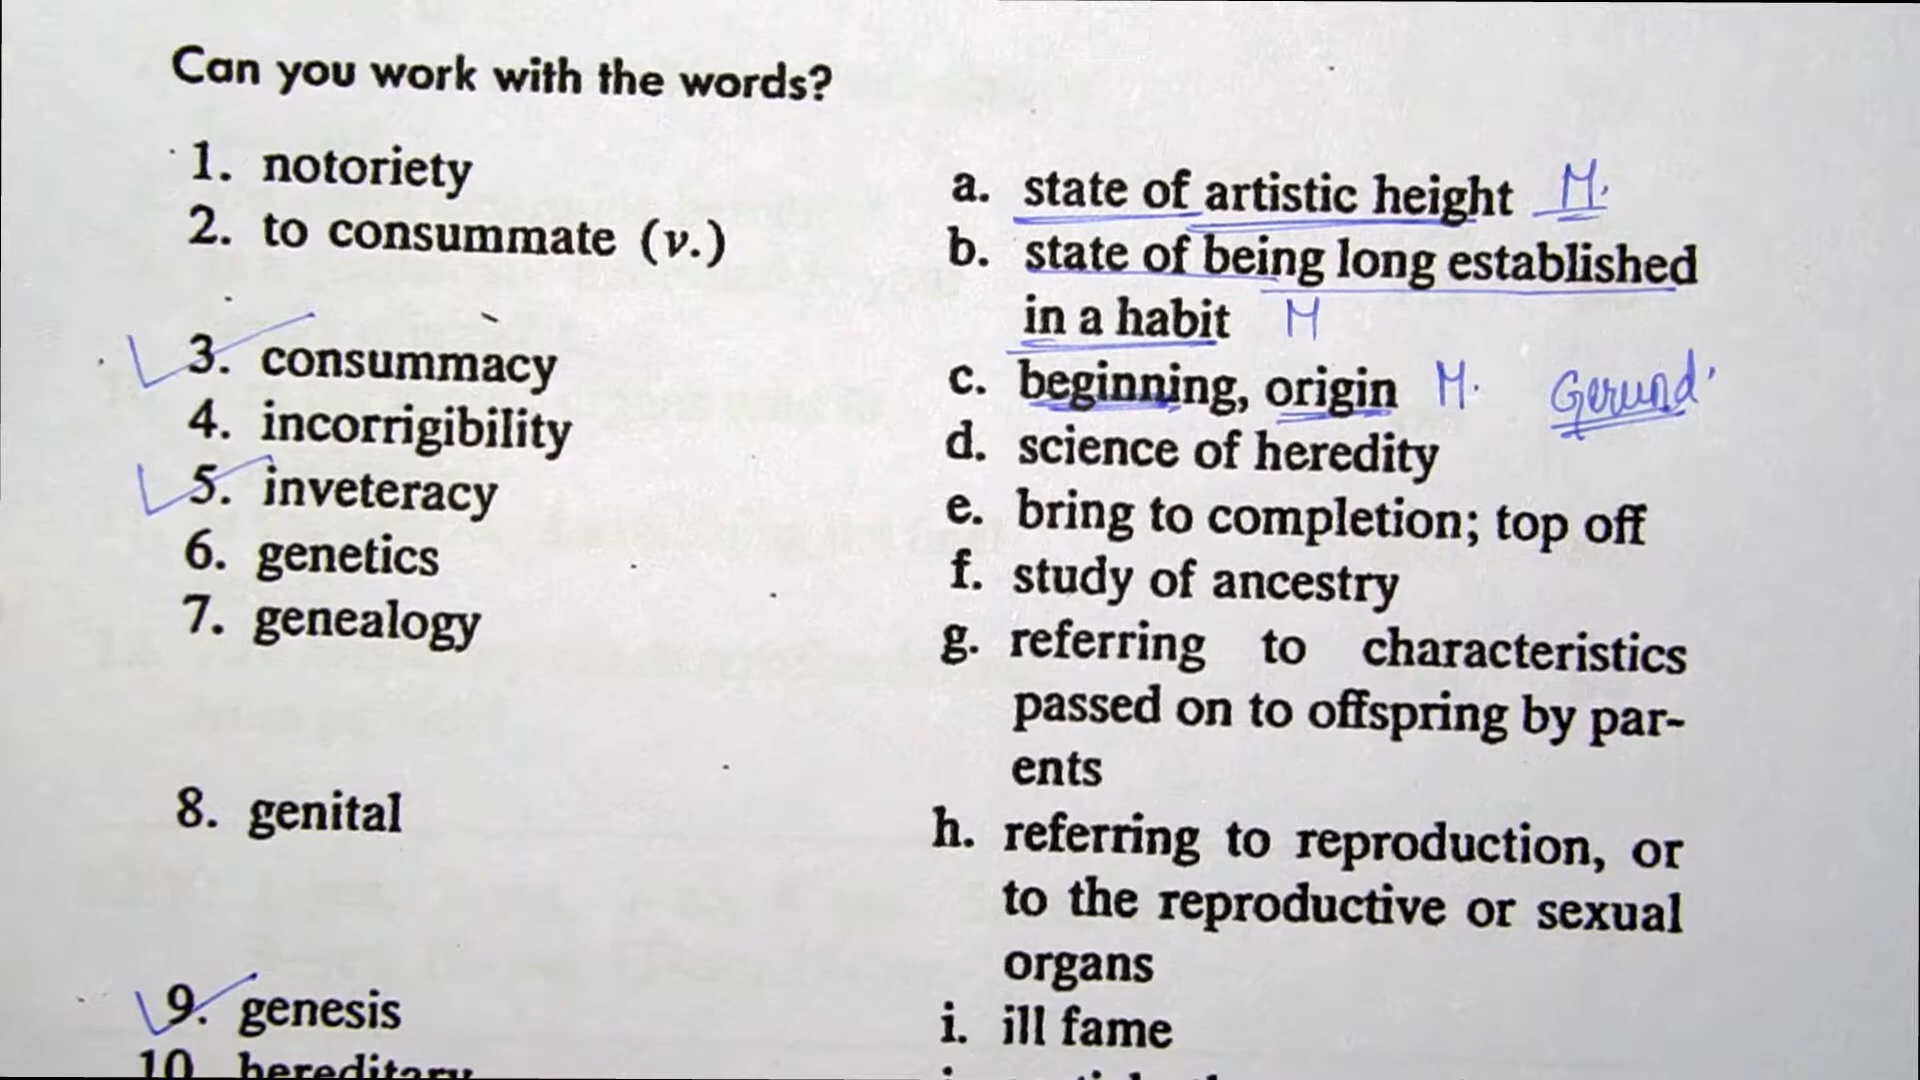 Can you work with the words?
1. notoriety
2. to consummate (v.)
3. consummacy
4. incorrigibility
5. inveteracy
6. genetics
7. genealogy
8. genital
9. genesis
10 hereditary
a. state of artistic height M.
b. state of being long established
in a habit M
c. beginning, origin M. Gerund
d. science of heredity
e. bring to completion; top off
f. study of ancestry
g. referring to characteristics
passed on to offspring by par-
ents
h. referring to reproduction, or
to the reproductive or sexual
organs
i. ill fame